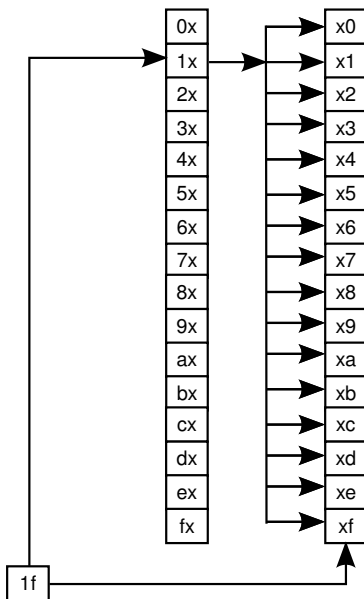 0x
1x
2x
3x
4x
5x
6x
7x
8x
9x
ax
bx
cx
dx
ex
fx
x0
x1
x2
x3
x4
x5
x6
x7
x8
x9
xa
xb
xc
xd
xe
xf
1f